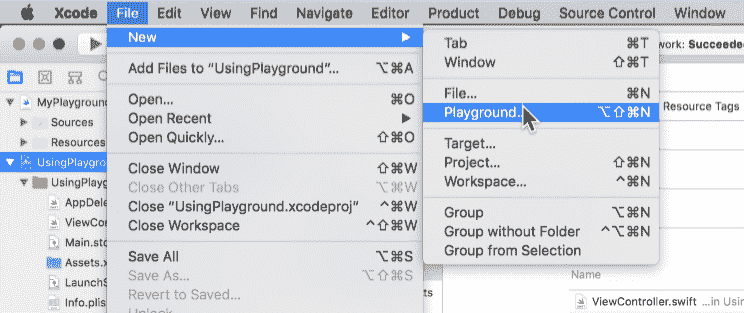 Xcode File Edit View Find Navigate Editor Product Debug Source Control Window
New
Tab ⌘T
Window ⇧⌘T
File... ⌘N
Playground... ⌥⇧⌘N
Target...
Project... ⇧⌘N
Workspace... ^⌘N
Group ⌥⌘N
Group without Folder ^⌥⌘N
Group from Selection
Add Files to “UsingPlayground”... ⌥⌘A
Open... ⌘O
Open Recent
Open Quickly... ⇧⌘O
Close Window ⇧⌘W
Close Other Tabs ⌥⌘W
Close “UsingPlayground.xcodeproj” ^⌘W
Close Workspace ^⇧⌘W
Save All ⌥⌘S
Save As... ⌥⇧⌘S
Revert to Saved...
MyPlayground
Sources
Resources
UsingPlaygro
UsingPlayg
AppDele
ViewCon
Main.sto
Assets.x
LaunchS
Info.plis
work: Succeede
Resource Tags
Name
ViewController.swift ...in Usin